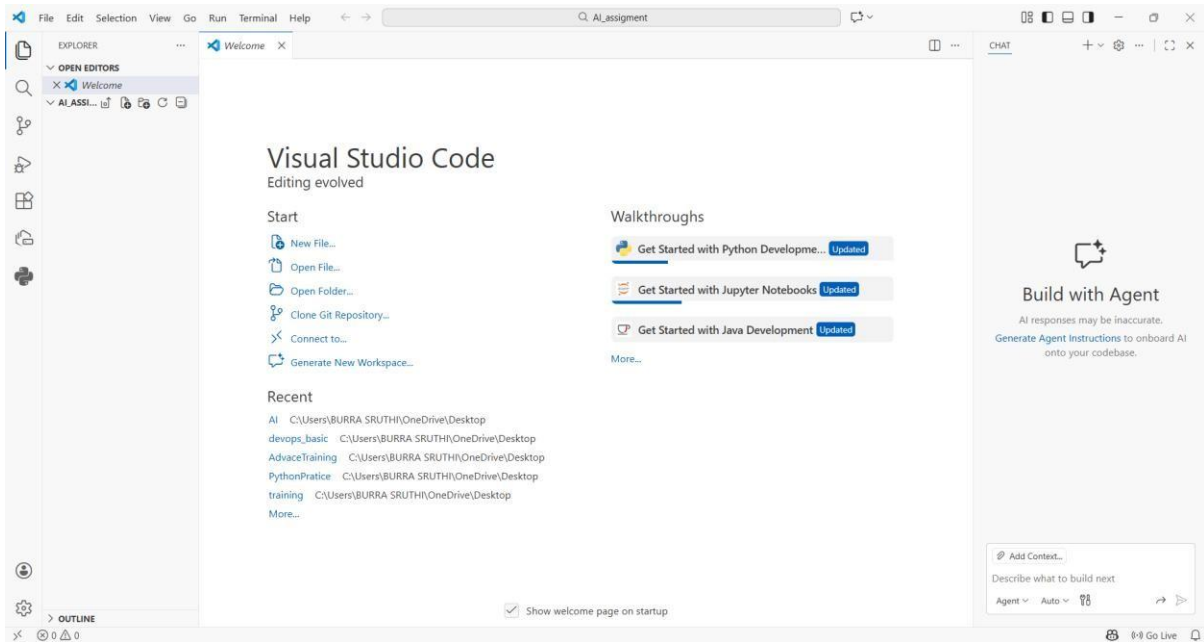 File Edit Selection View Go Run Terminal Help
AI_assigment
EXPLORER
OPEN EDITORS
Welcome
AI_ASSI...
Welcome
Visual Studio Code
Editing evolved
Start
New File...
Open File...
Open Folder...
Clone Git Repository...
Connect to...
Generate New Workspace...
Recent
AI C:\Users\BURRA SRUTHI\OneDrive\Desktop
devops_basic C:\Users\BURRA SRUTHI\OneDrive\Desktop
AdvaceTraining C:\Users\BURRA SRUTHI\OneDrive\Desktop
PythonPratice C:\Users\BURRA SRUTHI\OneDrive\Desktop
training C:\Users\BURRA SRUTHI\OneDrive\Desktop
More...
Walkthroughs
Get Started with Python Developme... Updated
Get Started with Jupyter Notebooks Updated
Get Started with Java Development Updated
More...
Show welcome page on startup
CHAT
Build with Agent
AI responses may be inaccurate.
Generate Agent Instructions to onboard AI
onto your codebase.
Add Context...
Describe what to build next
Agent Auto
OUTLINE
0 0
Go Live